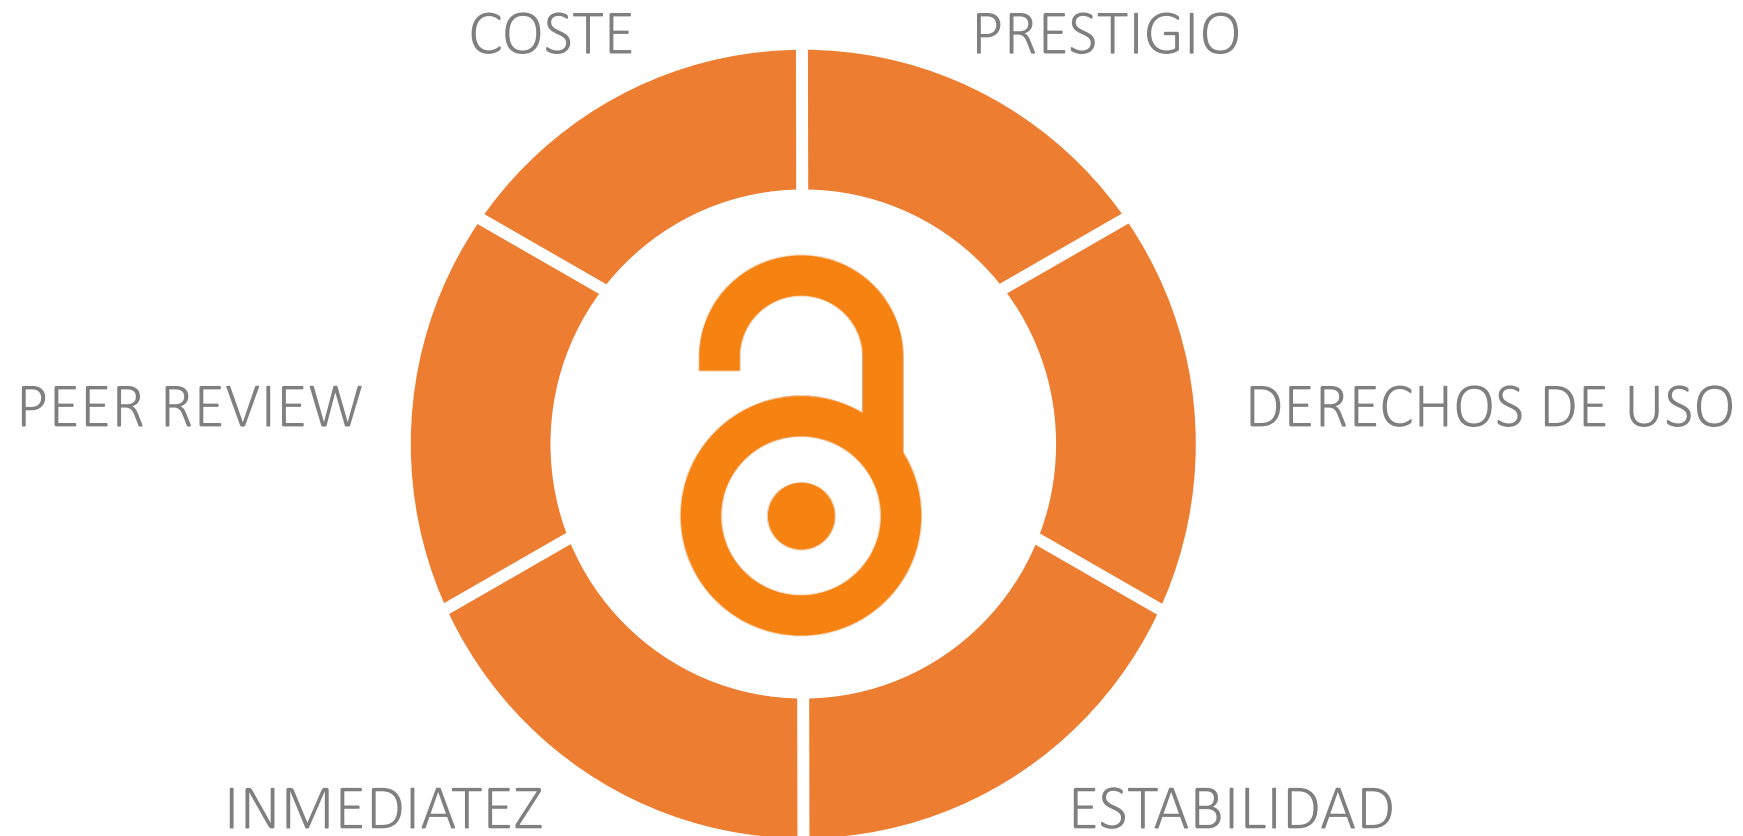 COSTE
PRESTIGIO
PEER REVIEW
DERECHOS DE USO
INMEDIATEZ
ESTABILIDAD